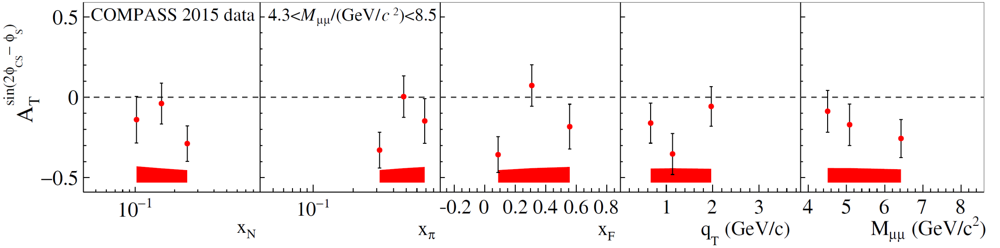 COMPASS 2015 data
4.3<Mμμ/(GeV/c ²)<8.5
A_T^sin(2ϕ_CS − ϕ_S)
0.5
0
−0.5
10⁻¹
10⁻¹
-0.2 0 0.2 0.4 0.6 0.8
1 2 3
4 5 6 7 8
x_N
x_π
x_F
q_T (GeV/c)
M_μμ (GeV/c²)